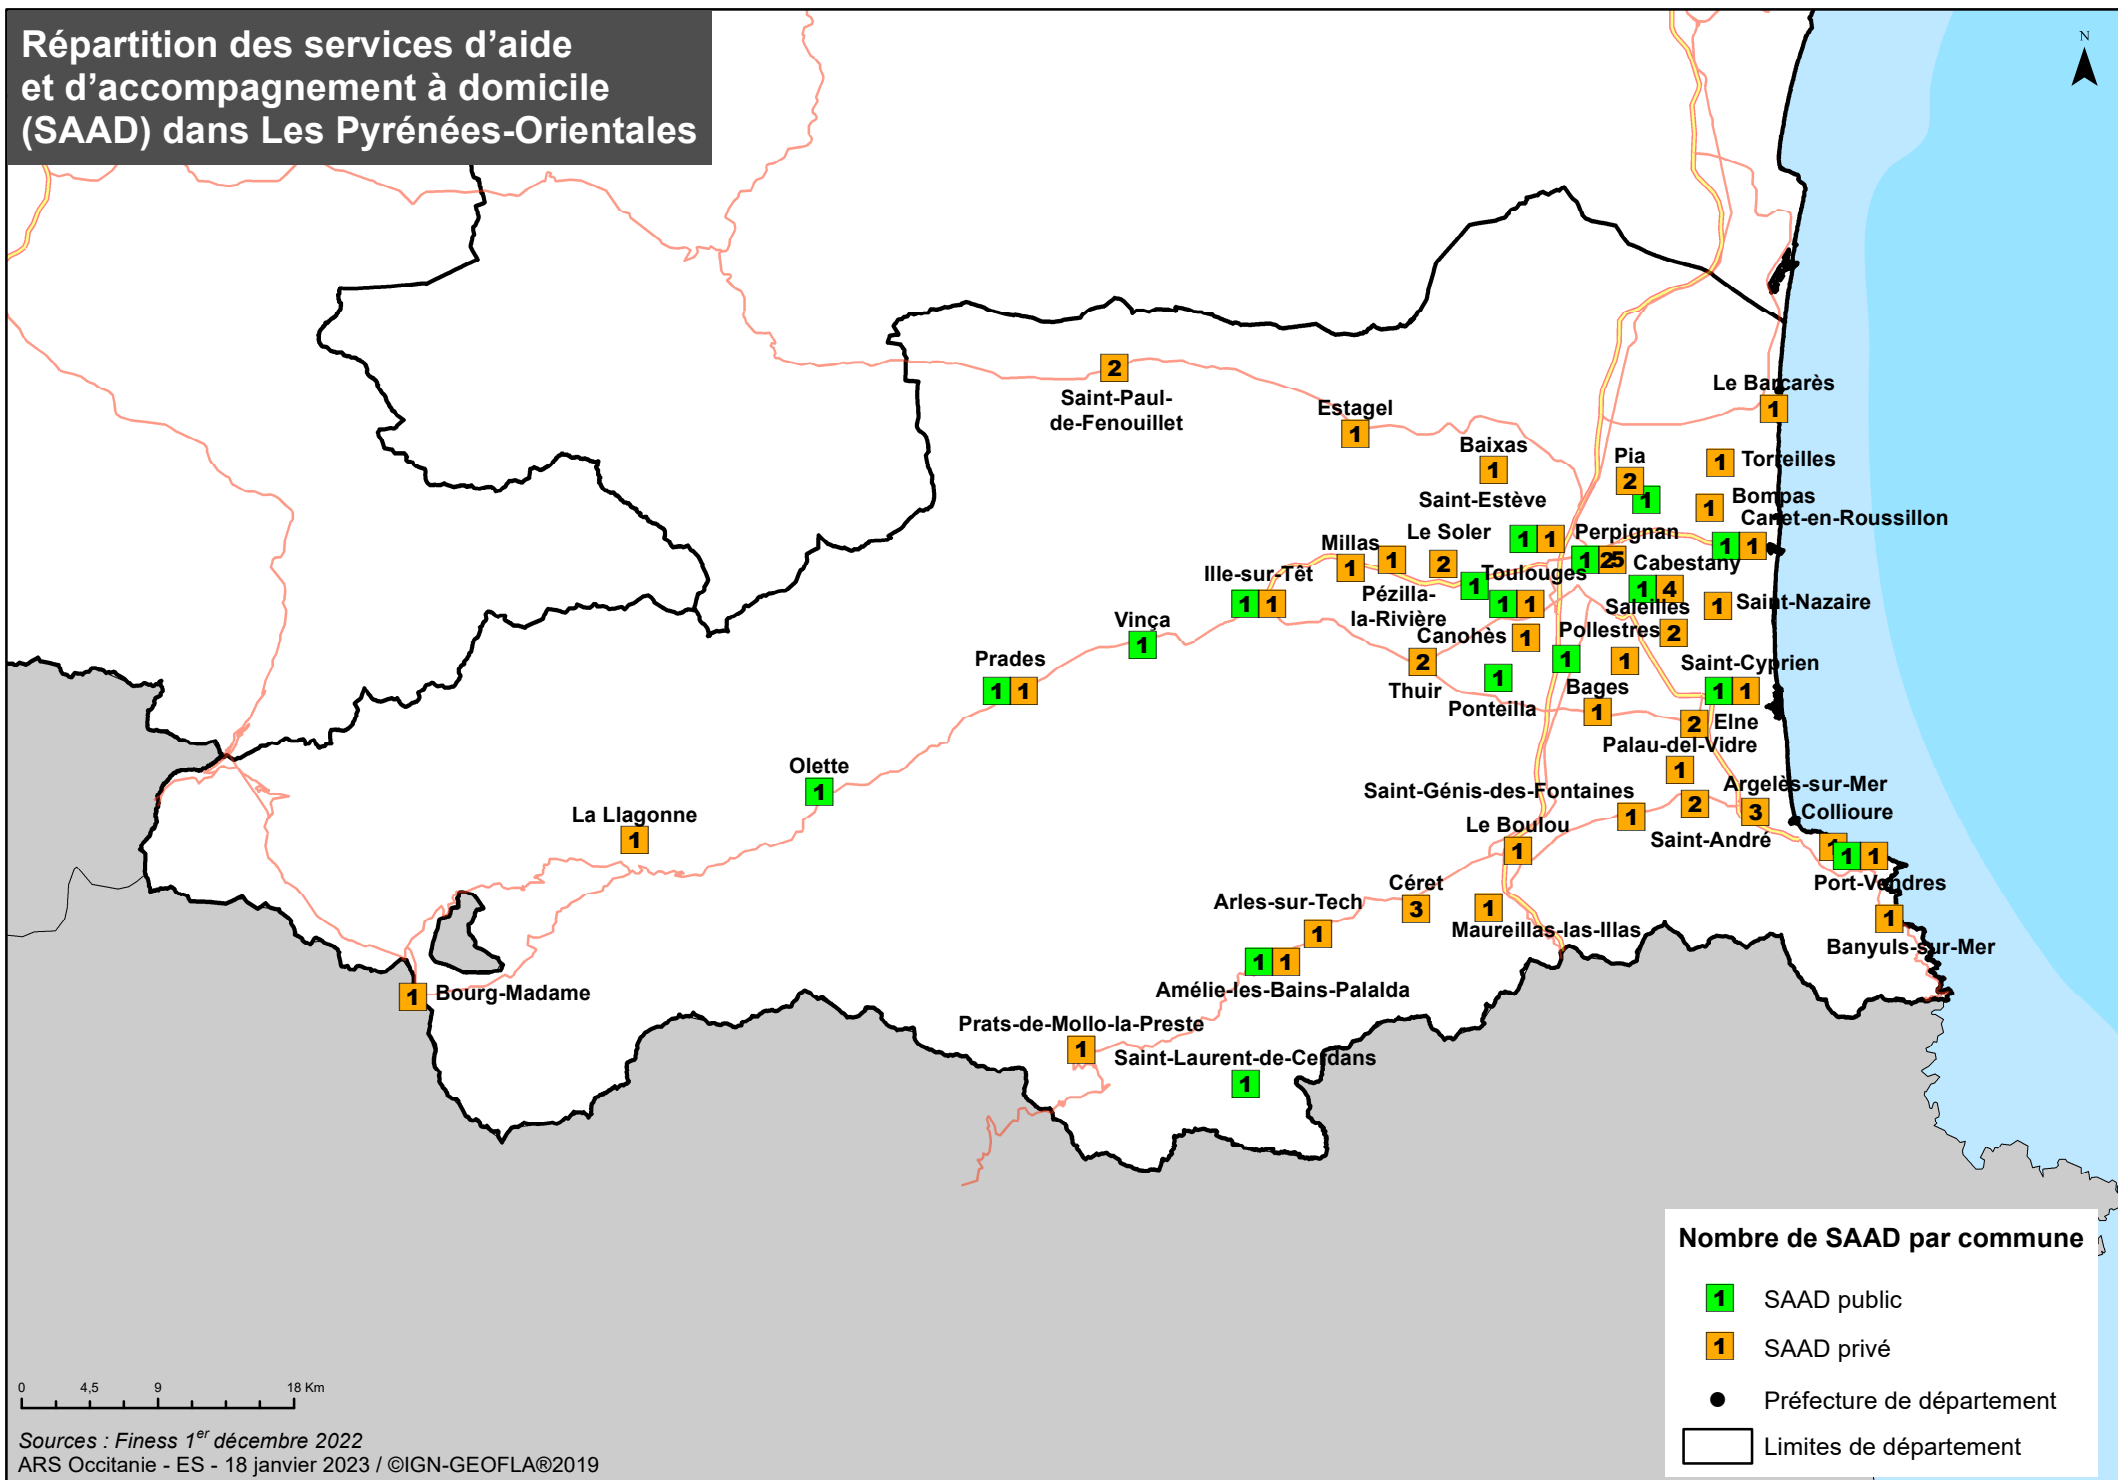 Répartition des services d'aide
et d'accompagnement à domicile
(SAAD) dans Les Pyrénées-Orientales
N
Le Barcarès
1
2
Saint-Paul-
de-Fenouillet
Estagel
1
Baixas
1
Pia
2
1
1 Torreilles
Saint-Estève
1 1
1 Bompas
Canet-en-Roussillon
1 1
Perpignan
1 25
Le Soler
2
1
Millas
1
1
Pézilla-
la-Rivière
Toulouges
1 1
Cabestany
1 4
Ille-sur-Têt
1 1
1 Saint-Nazaire
Saleilles
2
Vinça
1
Canohès
1
Pollestres
1
1
Prades
1 1
2
Thuir
1
Ponteilla
Saint-Cyprien
1 1
Bages
1
2 Elne
Palau-del-Vidre
1
Olette
1
Argelès-sur-Mer
3
Saint-Génis-des-Fontaines
1
2
Saint-André
La Llagonne
1
Collioure
1
Le Boulou
1
1 1
Port-Vendres
Céret
3
1
Maureillas-las-Illas
Arles-sur-Tech
1
1
Banyuls-sur-Mer
1 1
Amélie-les-Bains-Palalda
1 Bourg-Madame
Prats-de-Mollo-la-Preste
1
Saint-Laurent-de-Cerdans
1
Nombre de SAAD par commune
1 SAAD public
1 SAAD privé
Préfecture de département
Limites de département
0 4,5 9 18 Km
Sources : Finess 1er décembre 2022
ARS Occitanie - ES - 18 janvier 2023 / ©IGN-GEOFLA®2019